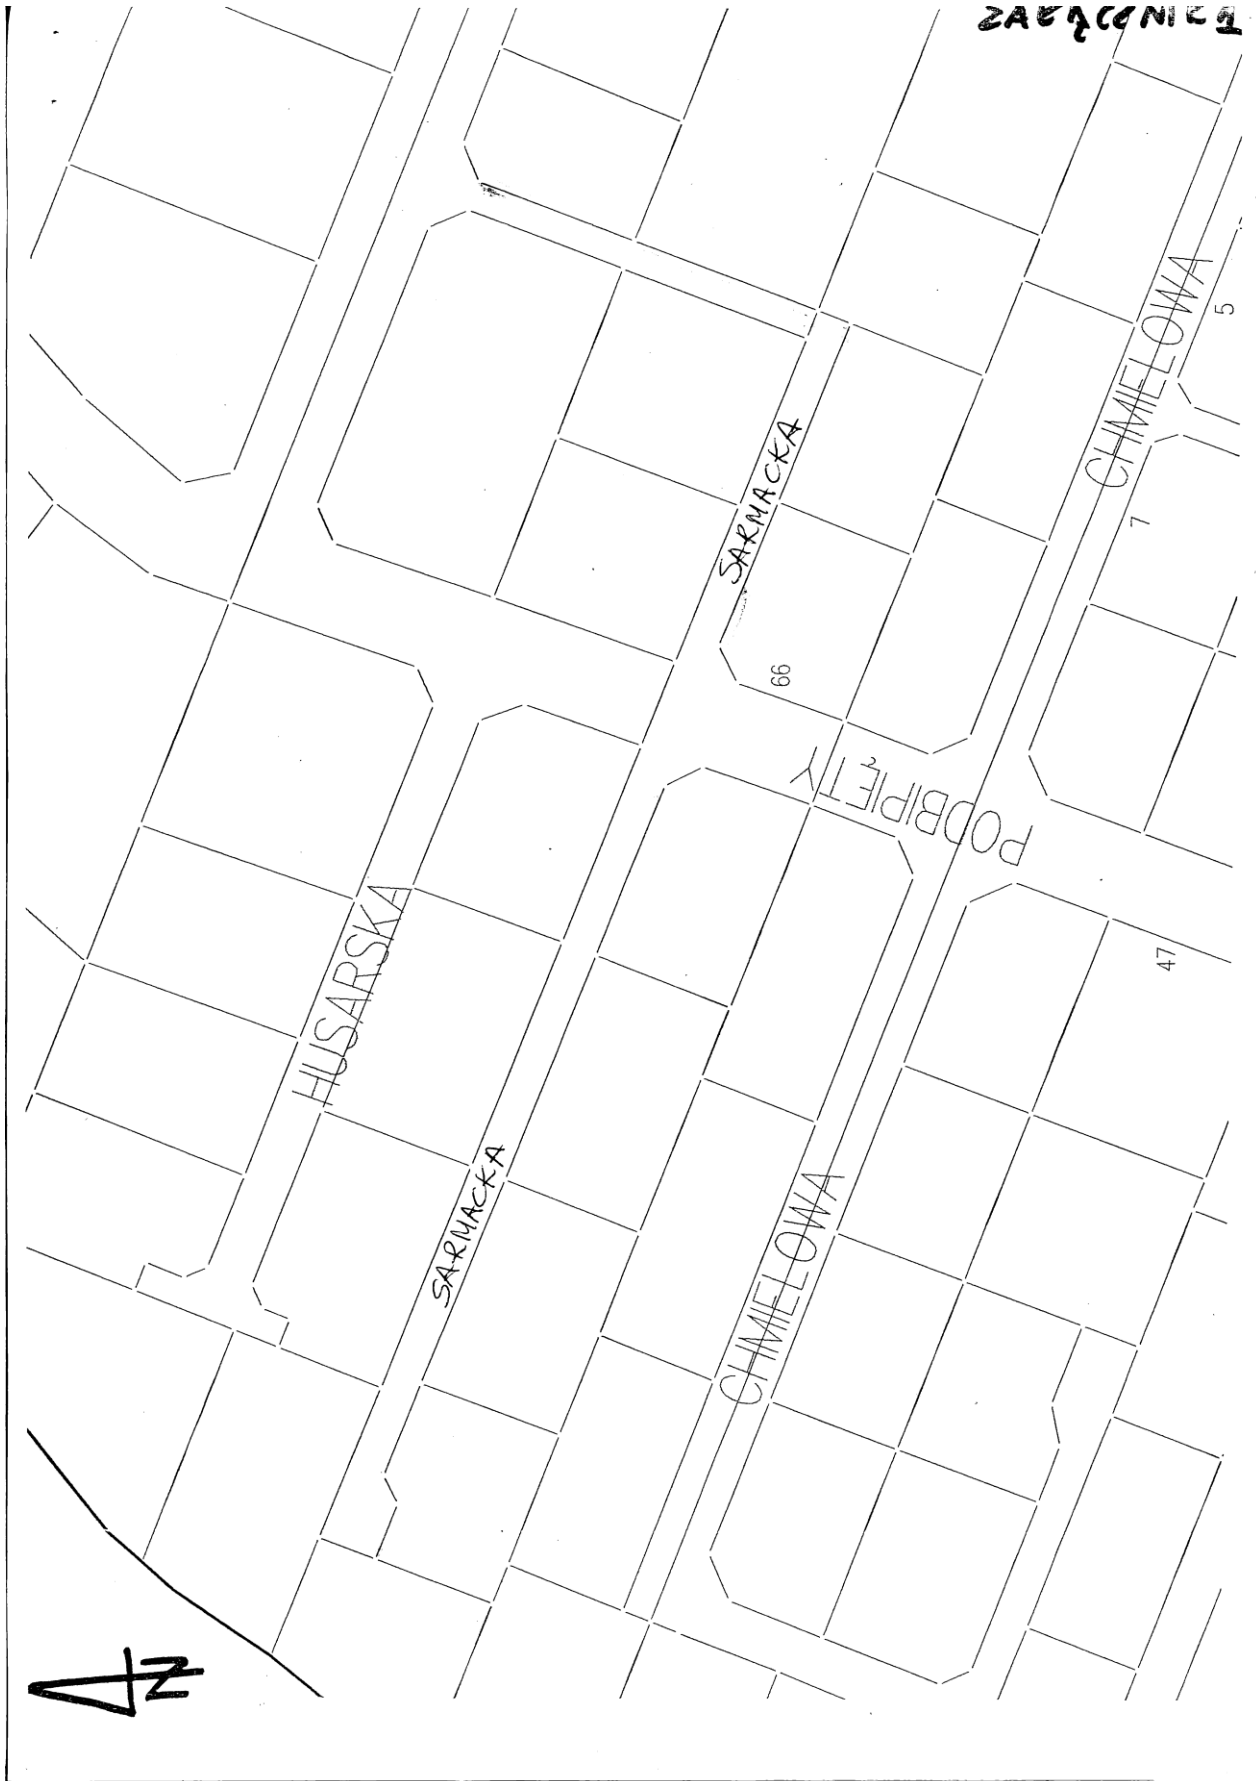 ZAŁĄCZNIK 1
CHMIELOWA
5
SARMACKA
7
66
PODBIPIĘTY
HUSARSKA
47
SARMACKA
CHMIELOWA
N